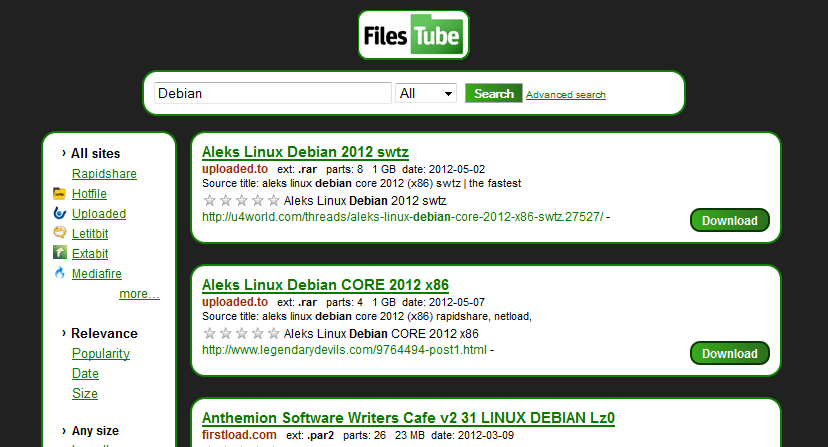 Files Tube
Debian All Search Advanced search
› All sites
Rapidshare
Hotfile
Uploaded
Letitbit
Extabit
Mediafire
more...
› Relevance
Popularity
Date
Size
› Any size
Aleks Linux Debian 2012 swtz
uploaded.to ext: .rar parts: 8 1 GB date: 2012-05-02
Source title: aleks linux debian core 2012 (x86) swtz | the fastest
Aleks Linux Debian 2012 swtz
http://u4world.com/threads/aleks-linux-debian-core-2012-x86-swtz.27527/ -
Download
Aleks Linux Debian CORE 2012 x86
uploaded.to ext: .rar parts: 4 1 GB date: 2012-05-07
Source title: aleks linux debian core 2012 (x86) rapidshare, netload,
Aleks Linux Debian CORE 2012 x86
http://www.legendarydevils.com/9764494-post1.html -
Download
Anthemion Software Writers Cafe v2 31 LINUX DEBIAN Lz0
firstload.com ext: .par2 parts: 26 23 MB date: 2012-03-09